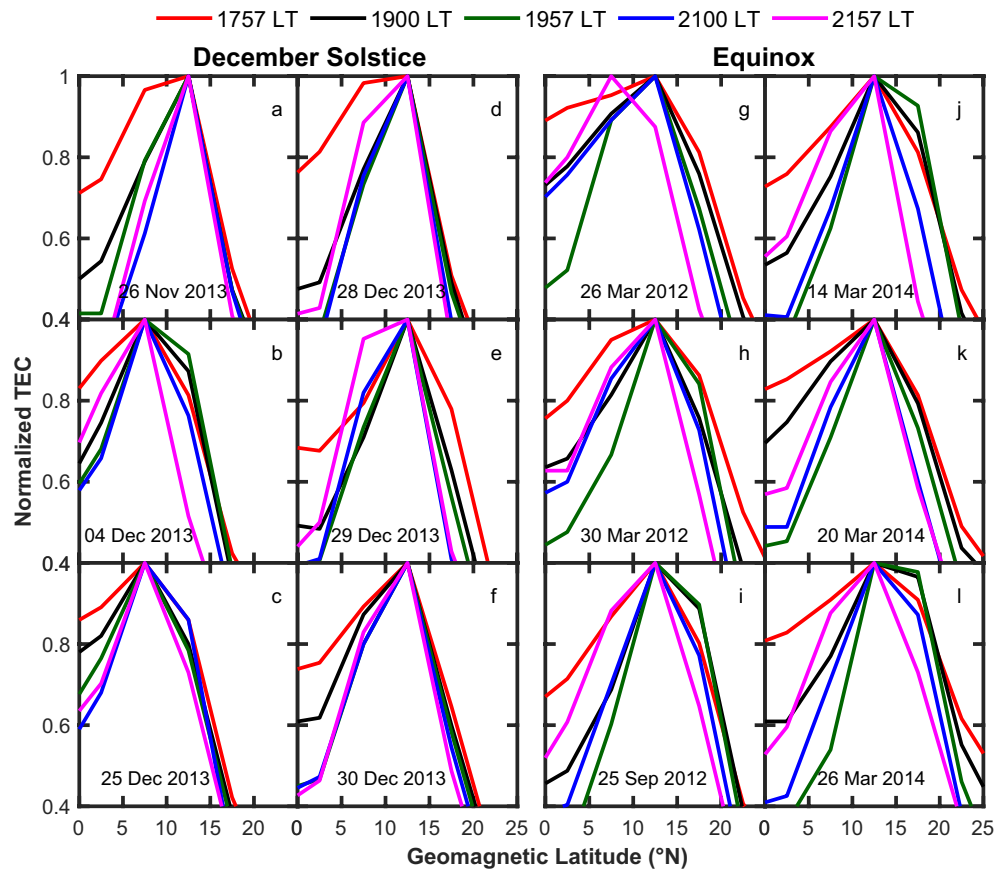 1757 LT 1900 LT 1957 LT 2100 LT 2157 LT
December Solstice Equinox
1 a d g j
0.8
0.6
26 Nov 2013 28 Dec 2013 26 Mar 2012 14 Mar 2014
0.4 b e h k
0.8
0.6
04 Dec 2013 29 Dec 2013 30 Mar 2012 20 Mar 2014
0.4 c f i l
0.8
0.6
25 Dec 2013 30 Dec 2013 25 Sep 2012 26 Mar 2014
0.4
0 5 10 15 20 0 5 10 15 20 25 0 5 10 15 20 0 5 10 15 20 25
Normalized TEC
Geomagnetic Latitude (°N)